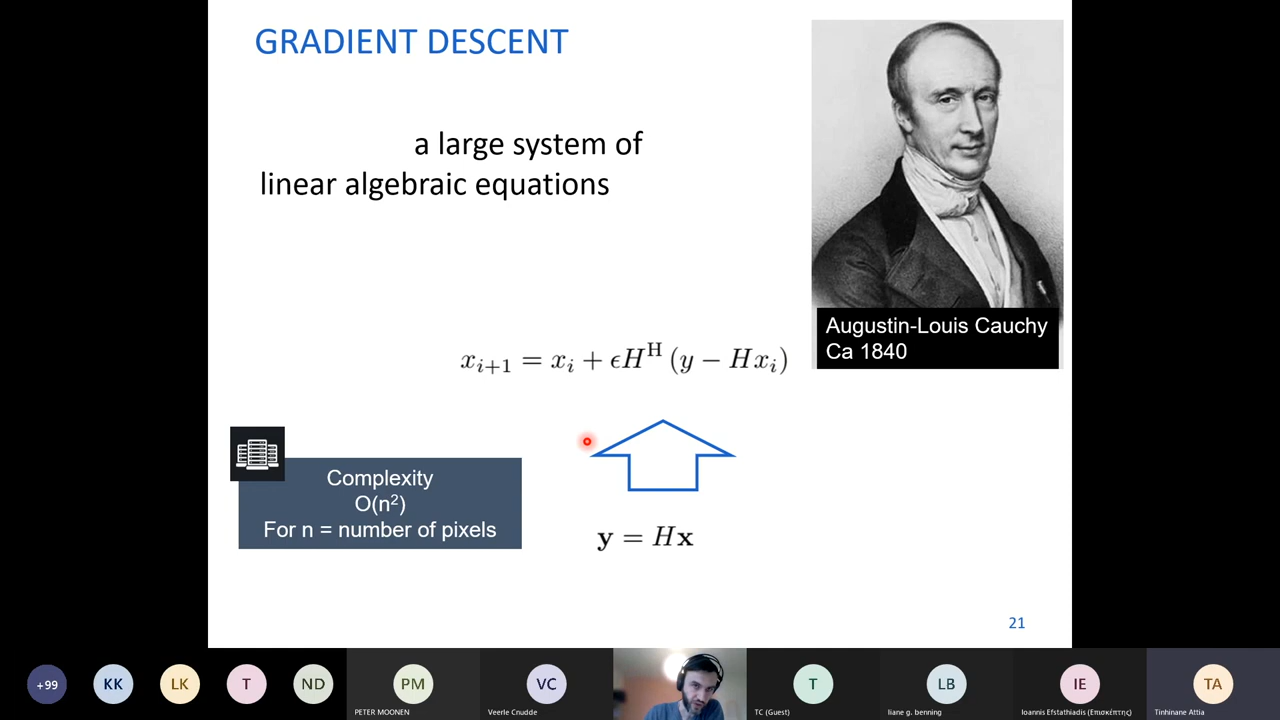 GRADIENT DESCENT
a large system of
linear algebraic equations
Augustin-Louis Cauchy
Ca 1840
x_{i+1} = x_i + ϵH^H (y − Hx_i)
Complexity
O(n²)
For n = number of pixels
y = Hx
21
+99
KK
LK
T
ND
PM
PETER MOONEN
VC
Veerle Cnudde
T
TC (Guest)
LB
liane g. benning
IE
Ioannis Efstathiadis (Επισκέπτης)
TA
Tinhinane Attia